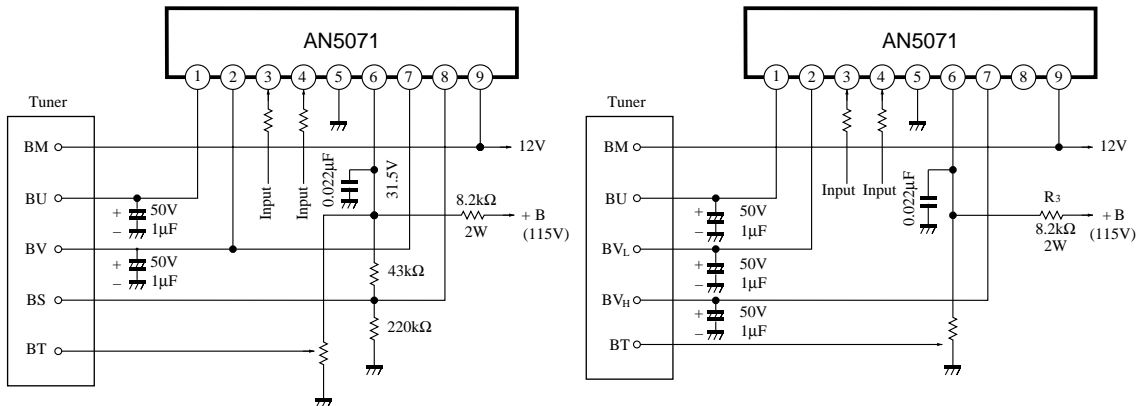 AN5071
1 2 3 4 5 6 7 8 9
Tuner
BM
12V
BU
+
−
50V
1µF
Input
Input
0.022µF
31.5V
8.2kΩ
2W
+ B
(115V)
BV
+
−
50V
1µF
43kΩ
BS
220kΩ
BT
AN5071
1 2 3 4 5 6 7 8 9
Tuner
BM
12V
BU
+
−
50V
1µF
Input
Input
0.022µF
R3
8.2kΩ
2W
+ B
(115V)
BVL
+
−
50V
1µF
BVH
+
−
50V
1µF
BT